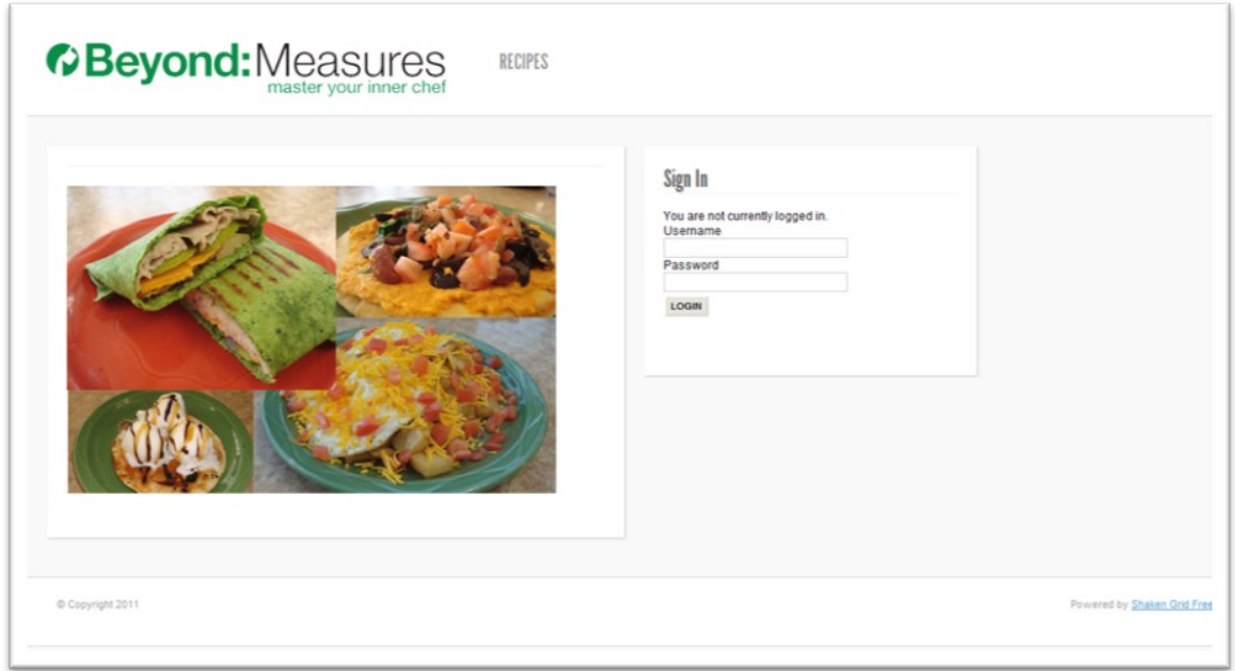 Beyond:Measures
master your inner chef
RECIPES
Sign In
You are not currently logged in.
Username
Password
LOGIN
© Copyright 2011
Powered by Shaken Grid Free